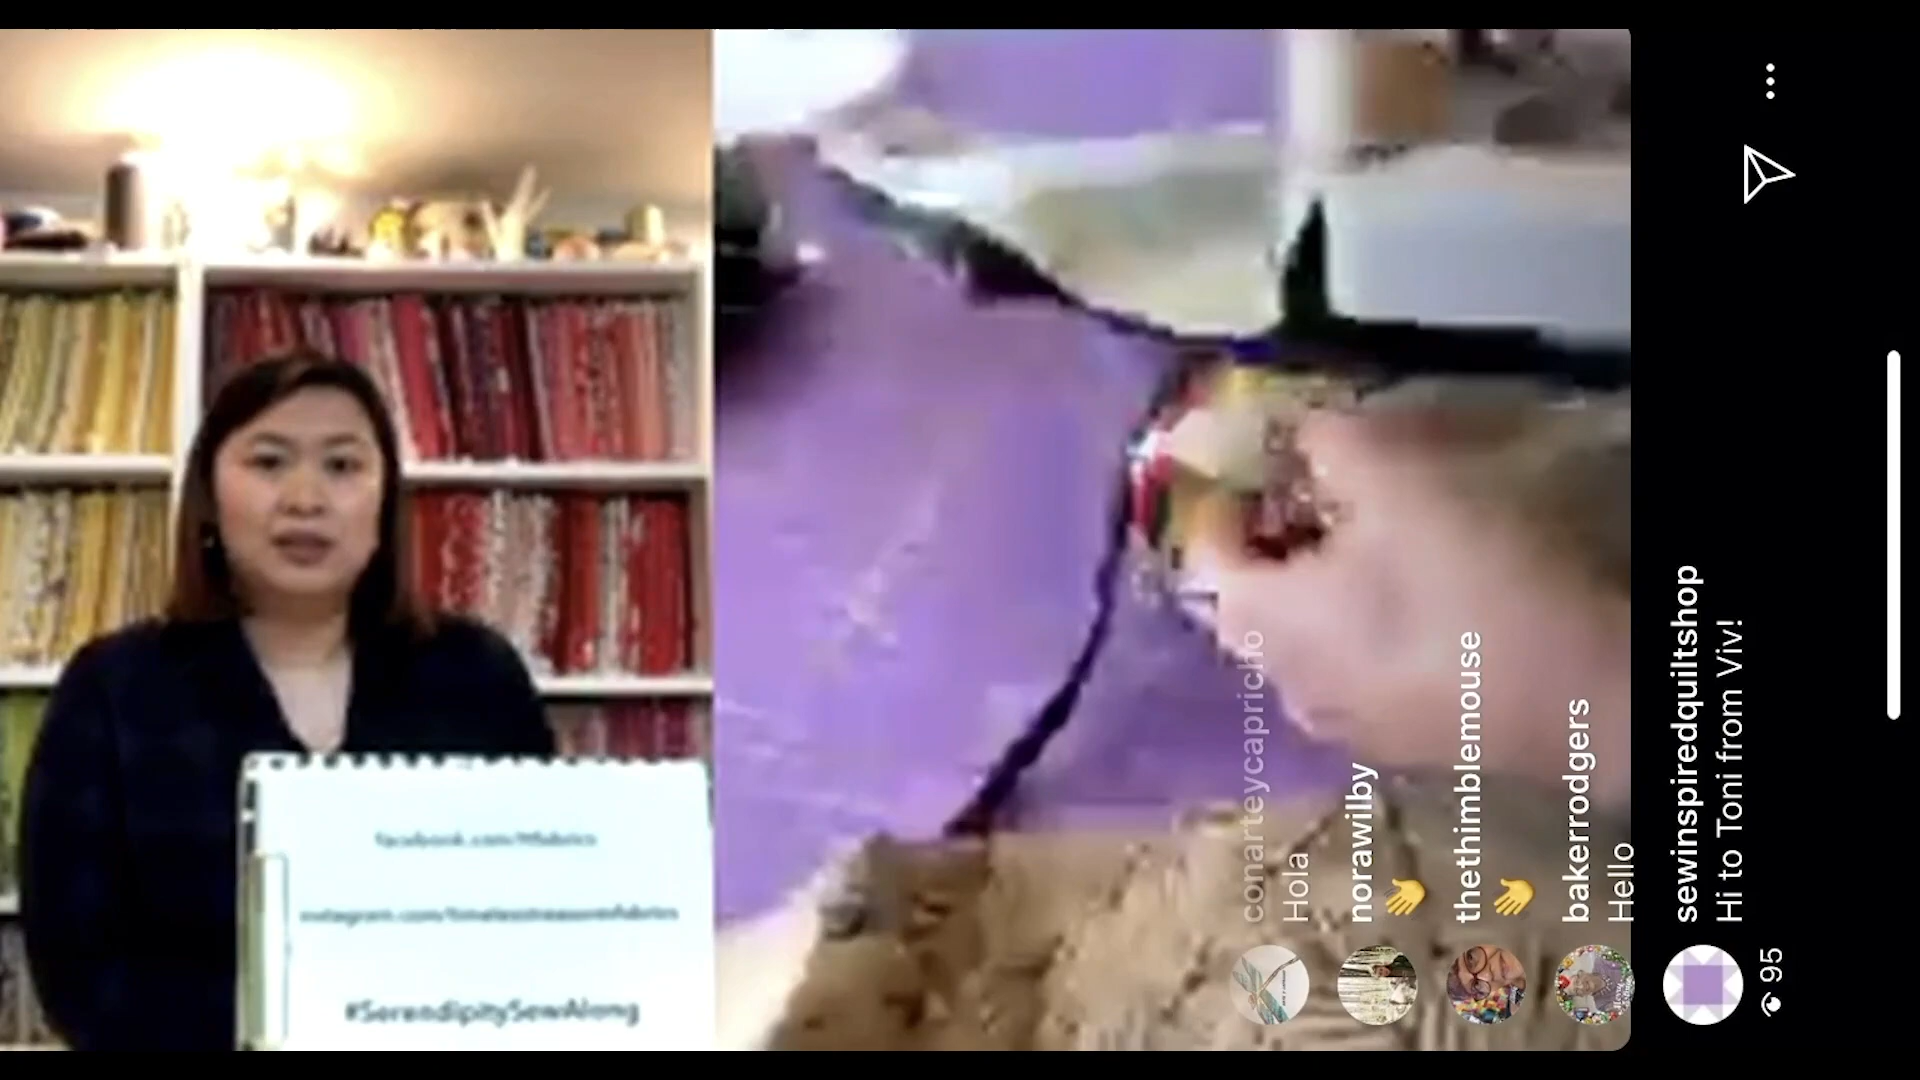 facebook.com/ttfabrics
instagram.com/timelesstreasuresfabrics
#SerendipitySewAlong
conarteycapricho
Hola
norawilby
👋
thethimblemouse
👋
bakerrodgers
Hello
sewinspiredquiltshop
Hi to Toni from Viv!
95